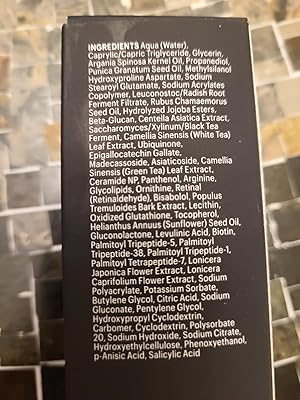 INGREDIENTS Aqua (Water),
Caprylic/Capric Triglyceride, Glycerin,
Argania Spinosa Kernel Oil, Propanediol,
Punica Granatum Seed Oil, Methylsilanol
Hydroxyproline Aspartate, Sodium
Stearoyl Glutamate, Sodium Acrylates
Copolymer, Leuconostoc/Radish Root
Ferment Filtrate, Rubus Chamaemorus
Seed Oil, Hydrolyzed Jojoba Esters,
Beta-Glucan, Centella Asiatica Extract,
Saccharomyces/Xylinum/Black Tea
Ferment, Camellia Sinensis (White Tea)
Leaf Extract, Ubiquinone,
Epigallocatechin Gallate,
Madecassoside, Asiaticoside, Camellia
Sinensis (Green Tea) Leaf Extract,
Ceramide NP, Panthenol, Arginine,
Glycolipids, Ornithine, Retinal
(Retinaldehyde), Bisabolol, Populus
Tremuloides Bark Extract, Lecithin,
Oxidized Glutathione, Tocopherol,
Helianthus Annuus (Sunflower) Seed Oil,
Gluconolactone, Levulinic Acid, Biotin,
Palmitoyl Tripeptide-5, Palmitoyl
Tripeptide-38, Palmitoyl Tripeptide-1,
Palmitoyl Tetrapeptide-7, Lonicera
Japonica Flower Extract, Lonicera
Caprifolium Flower Extract, Sodium
Polyacrylate, Potassium Sorbate,
Butylene Glycol, Citric Acid, Sodium
Gluconate, Pentylene Glycol,
Hydroxypropyl Cyclodextrin,
Carbomer, Cyclodextrin, Polysorbate
20, Sodium Hydroxide, Sodium Citrate,
Hydroxyethylcellulose, Phenoxyethanol,
p-Anisic Acid, Salicylic Acid